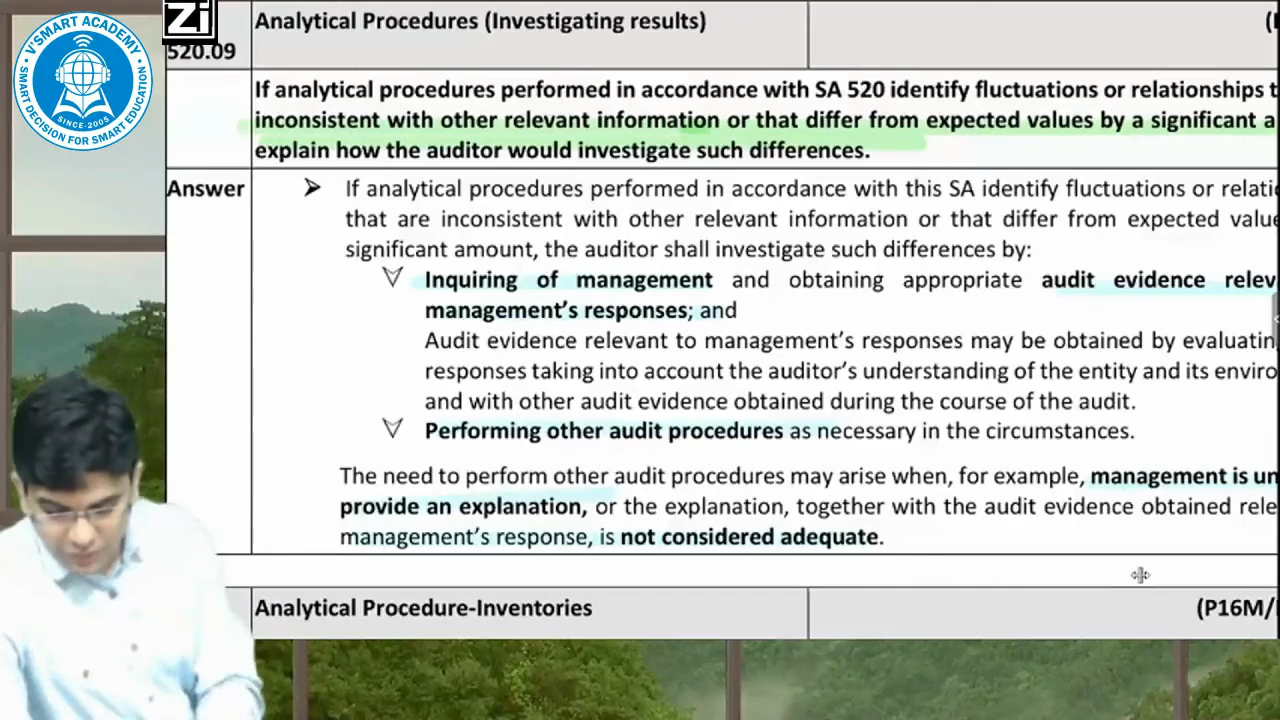 V'SMART ACADEMY
SMART DECISION FOR SMART EDUCATION
SINCE-2005
Zi
520.09
Analytical Procedures (Investigating results)
If analytical procedures performed in accordance with SA 520 identify fluctuations or relationships
inconsistent with other relevant information or that differ from expected values by a significant
explain how the auditor would investigate such differences.
Answer
➢ If analytical procedures performed in accordance with this SA identify fluctuations or
that are inconsistent with other relevant information or that differ from expected
significant amount, the auditor shall investigate such differences by:
Inquiring of management and obtaining appropriate audit evidence
management’s responses; and
Audit evidence relevant to management’s responses may be obtained by
responses taking into account the auditor’s understanding of the entity and its
and with other audit evidence obtained during the course of the audit.
Performing other audit procedures as necessary in the circumstances.
The need to perform other audit procedures may arise when, for example, management is
provide an explanation, or the explanation, together with the audit evidence obtained
management’s response, is not considered adequate.
Analytical Procedure-Inventories
(P16M/